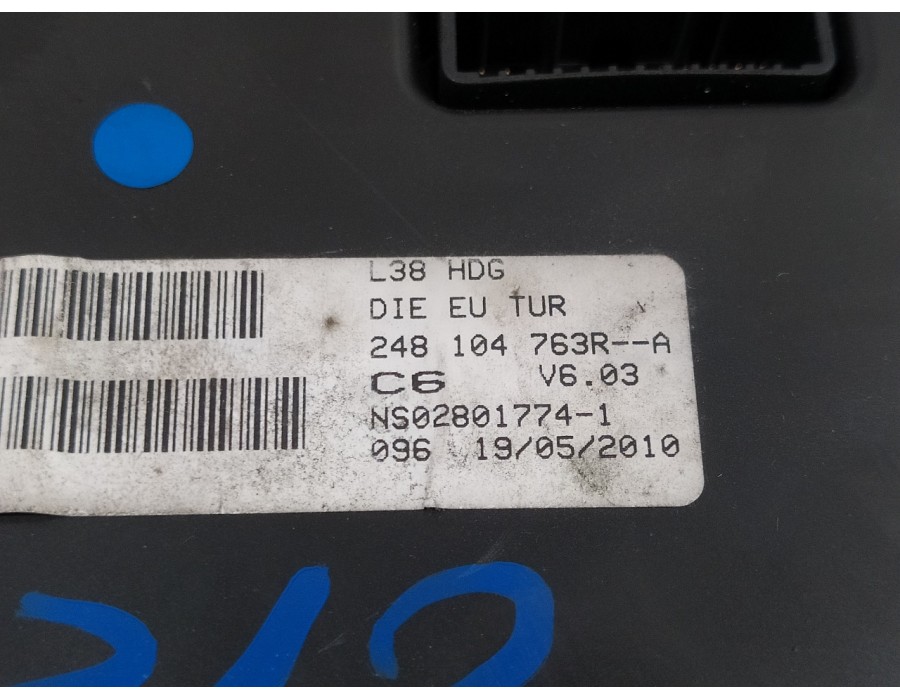 L38 HDG
DIE EU TUR
248 104 763R--A
C6 V6.03
NS02801774-1
096 19/05/2010